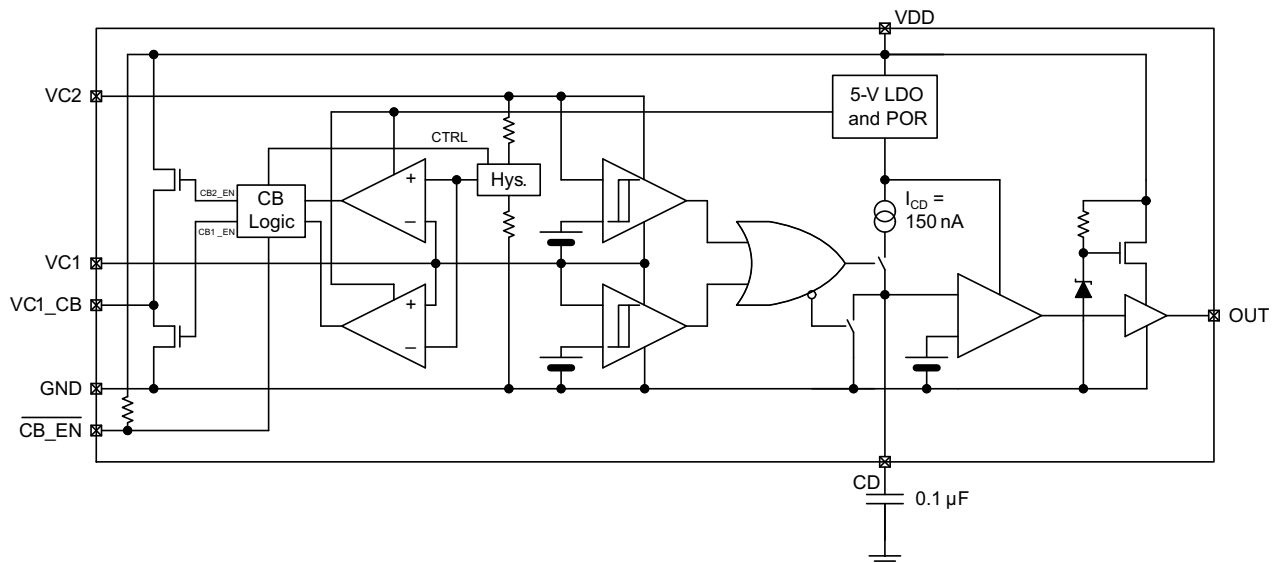 VDD
VC2
5-V LDO
and POR
CTRL
CB2_EN
+
Hys.
CB
Logic
–
I_CD =
150 nA
CB1_EN
VC1
VC1_CB
+
–
OUT
GND
CB_EN
CD
0.1 µF